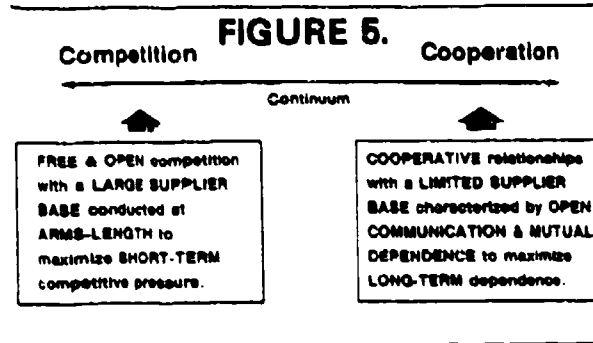 FIGURE 5.
Competition
Cooperation
Continuum
FREE & OPEN competition
with a LARGE SUPPLIER
BASE conducted at
ARMS-LENGTH to
maximize SHORT-TERM
competitive pressure.
COOPERATIVE relationships
with a LIMITED SUPPLIER
BASE characterized by OPEN
COMMUNICATION & MUTUAL
DEPENDENCE to maximize
LONG-TERM dependence.